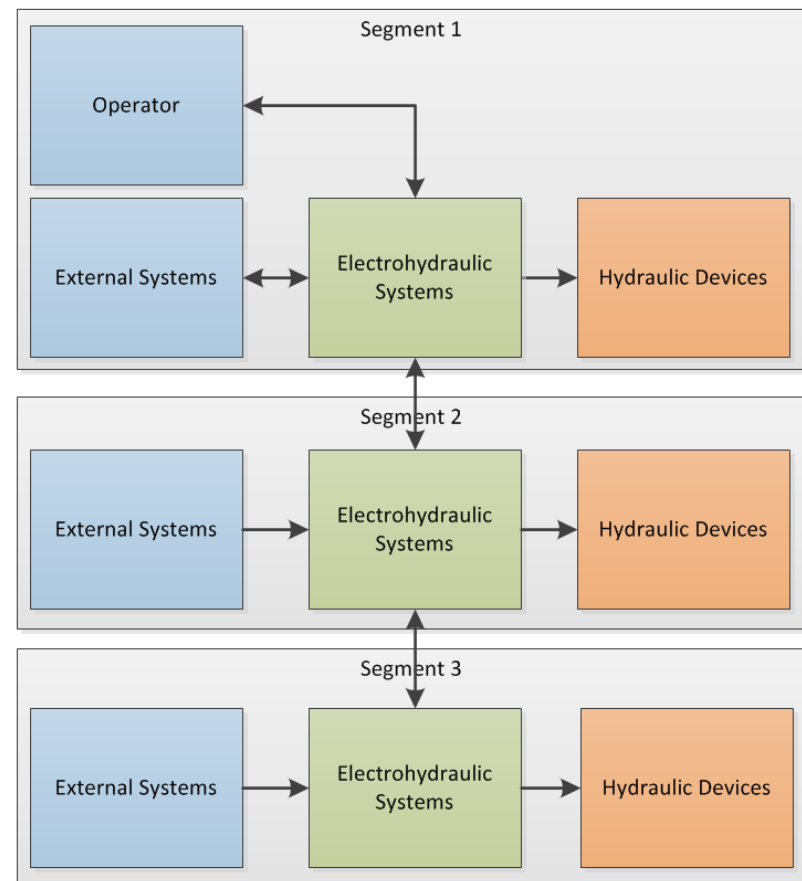 Segment 1
Operator
External Systems
Electrohydraulic
Systems
Hydraulic Devices
Segment 2
External Systems
Electrohydraulic
Systems
Hydraulic Devices
Segment 3
External Systems
Electrohydraulic
Systems
Hydraulic Devices